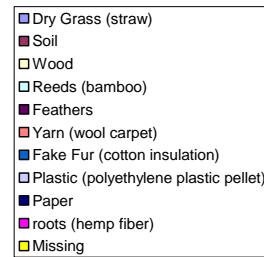 Dry Grass (straw)
Soil
Wood
Reeds (bamboo)
Feathers
Yarn (wool carpet)
Fake Fur (cotton insulation)
Plastic (polyethylene plastic pellet)
Paper
roots (hemp fiber)
Missing